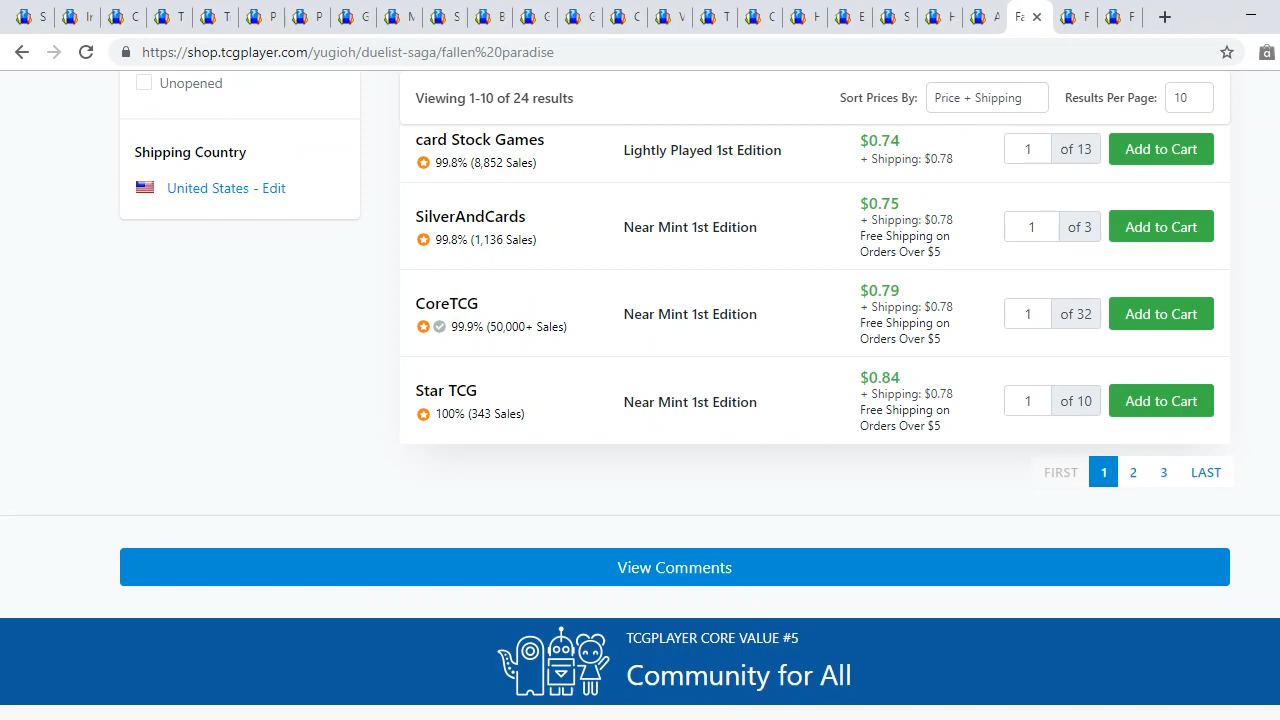 S In C T Ti P P G M S B C C C V T C H E S H A Fa F F
https://shop.tcgplayer.com/yugioh/duelist-saga/fallen%20paradise
Unopened
Viewing 1-10 of 24 results Sort Prices By: Price + Shipping Results Per Page: 10
Shipping Country
United States - Edit
card Stock Games
99.8% (8,852 Sales)
Lightly Played 1st Edition
$0.74
+ Shipping: $0.78
1 of 13 Add to Cart
SilverAndCards
99.8% (1,136 Sales)
Near Mint 1st Edition
$0.75
+ Shipping: $0.78
Free Shipping on
Orders Over $5
1 of 3 Add to Cart
CoreTCG
99.9% (50,000+ Sales)
Near Mint 1st Edition
$0.79
+ Shipping: $0.78
Free Shipping on
Orders Over $5
1 of 32 Add to Cart
Star TCG
100% (343 Sales)
Near Mint 1st Edition
$0.84
+ Shipping: $0.78
Free Shipping on
Orders Over $5
1 of 10 Add to Cart
FIRST 1 2 3 LAST
View Comments
TCGPLAYER CORE VALUE #5
Community for All